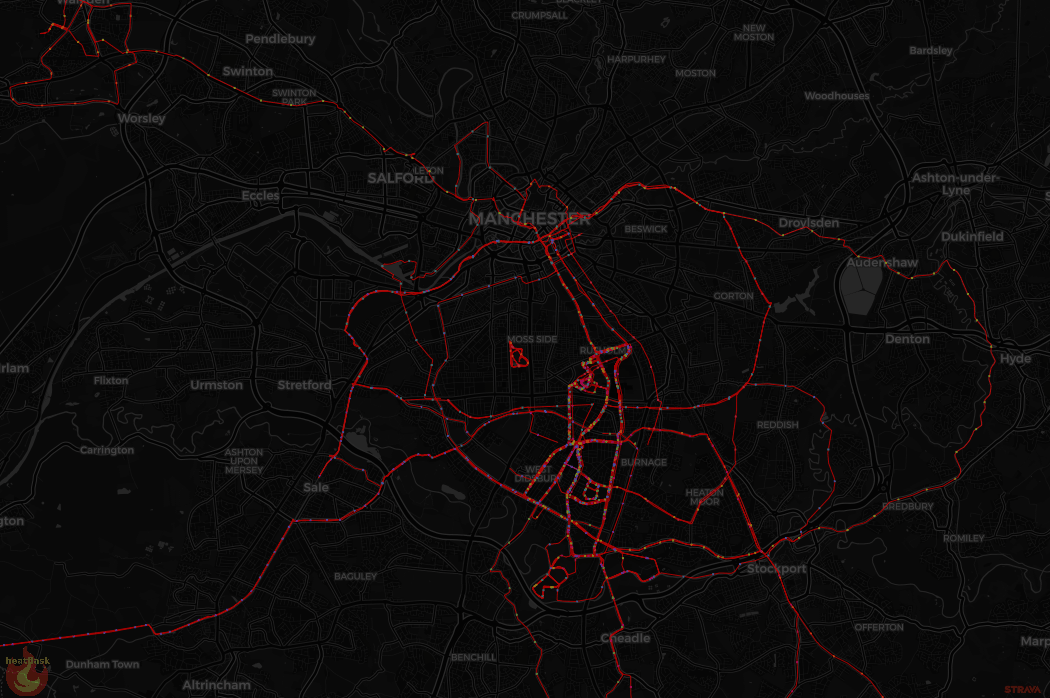 CRUMPSALL
Pendlebury
NEW
MOSTON
Bardsley
HARPURHEY
Swinton
MOSTON
SWINTON
PARK
Woodhouses
Worsley
SALFORD
Ashton-under-
Lyne
Eccles
MANCHESTER
Droylsden
BESWICK
Dukinfield
Audenshaw
GORTON
MOSS SIDE
Denton
Hyde
Flixton
Urmston
Stretford
REDDISH
Carrington
ASHTON
UPON
MERSEY
BURNAGE
WEST
DIDSBURY
Sale
HEATON
MOOR
BREDBURY
ROMILEY
Stockport
BAGULEY
OFFERTON
Cheadle
BENCHILL
Dunham Town
Altrincham
heatflask
STRAVA